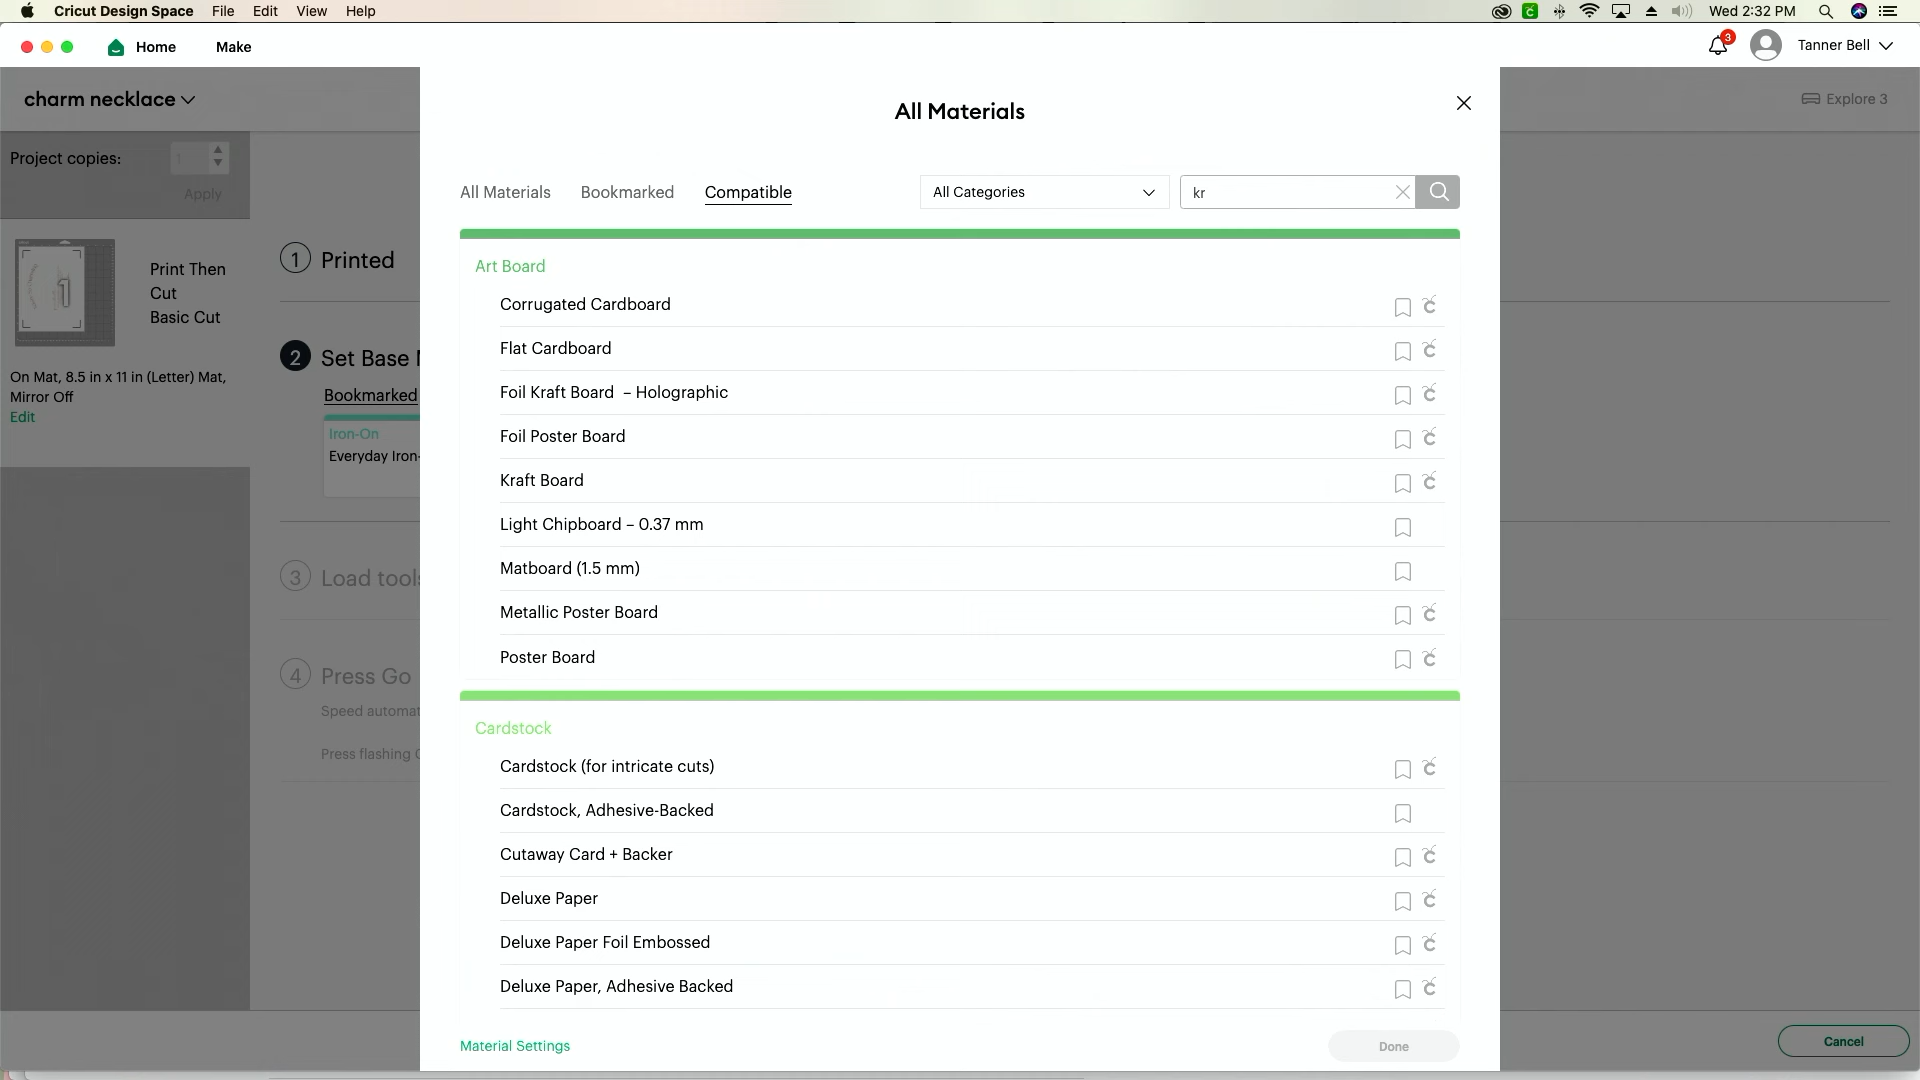 Cricut Design Space File Edit View Help
Wed 2:32 PM
Home Make
3
Tanner Bell
charm necklace
Explore 3
Project copies:
1
Apply
Print Then
Cut
Basic Cut
On Mat, 8.5 in x 11 in (Letter) Mat,
Mirror Off
Edit
1 Printed
2 Set Base
Bookmarked
Iron-On
Everyday Iron-
3 Load tools
4 Press Go
Speed automat
Press flashing
All Materials
All Materials Bookmarked Compatible
All Categories
kr
Art Board
Corrugated Cardboard
Flat Cardboard
Foil Kraft Board – Holographic
Foil Poster Board
Kraft Board
Light Chipboard – 0.37 mm
Matboard (1.5 mm)
Metallic Poster Board
Poster Board
Cardstock
Cardstock (for intricate cuts)
Cardstock, Adhesive-Backed
Cutaway Card + Backer
Deluxe Paper
Deluxe Paper Foil Embossed
Deluxe Paper, Adhesive Backed
Material Settings
Done
Cancel